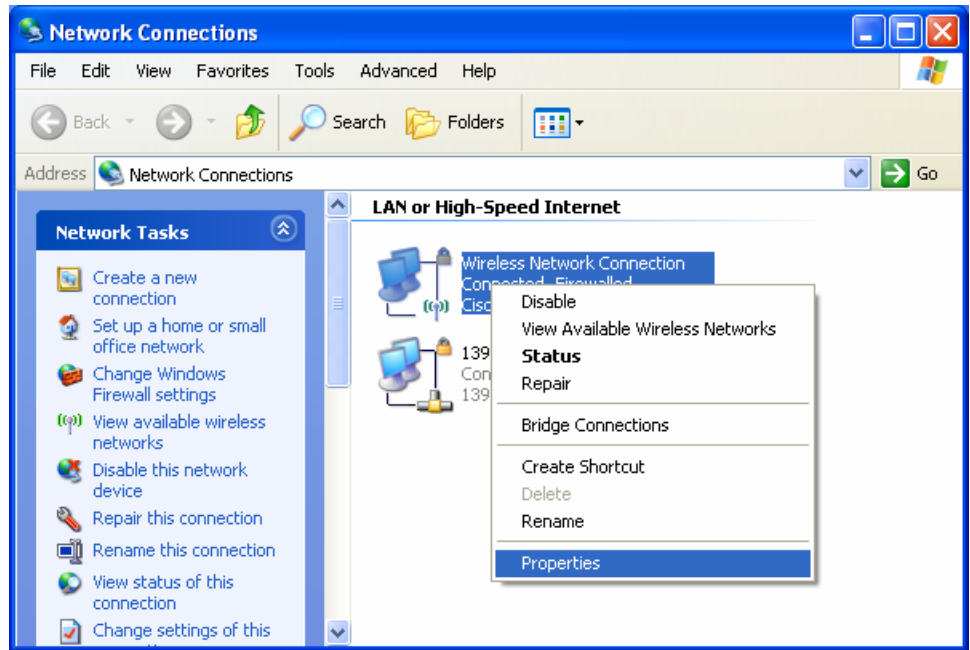 Network Connections
File Edit View Favorites Tools Advanced Help
Back Search Folders
Address Network Connections Go
Network Tasks
Create a new
connection
Set up a home or small
office network
Change Windows
Firewall settings
View available wireless
networks
Disable this network
device
Repair this connection
Rename this connection
View status of this
connection
Change settings of this
LAN or High-Speed Internet
Wireless Network Connection
Connected, Firewalled
Cisc
139
Con
139
Disable
View Available Wireless Networks
Status
Repair
Bridge Connections
Create Shortcut
Delete
Rename
Properties